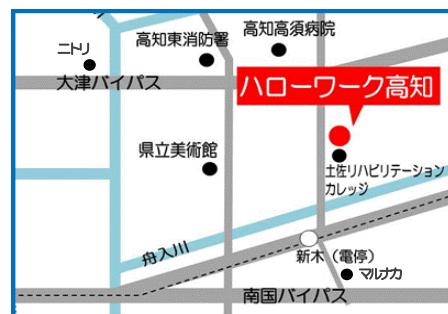 高知高須病院
高知東消防署
ニトリ
大津バイパス
ハローワーク高知
県立美術館
土佐リハビリテーション
カレッジ
舟入川
新木（電停）
マルナカ
南国バイパス